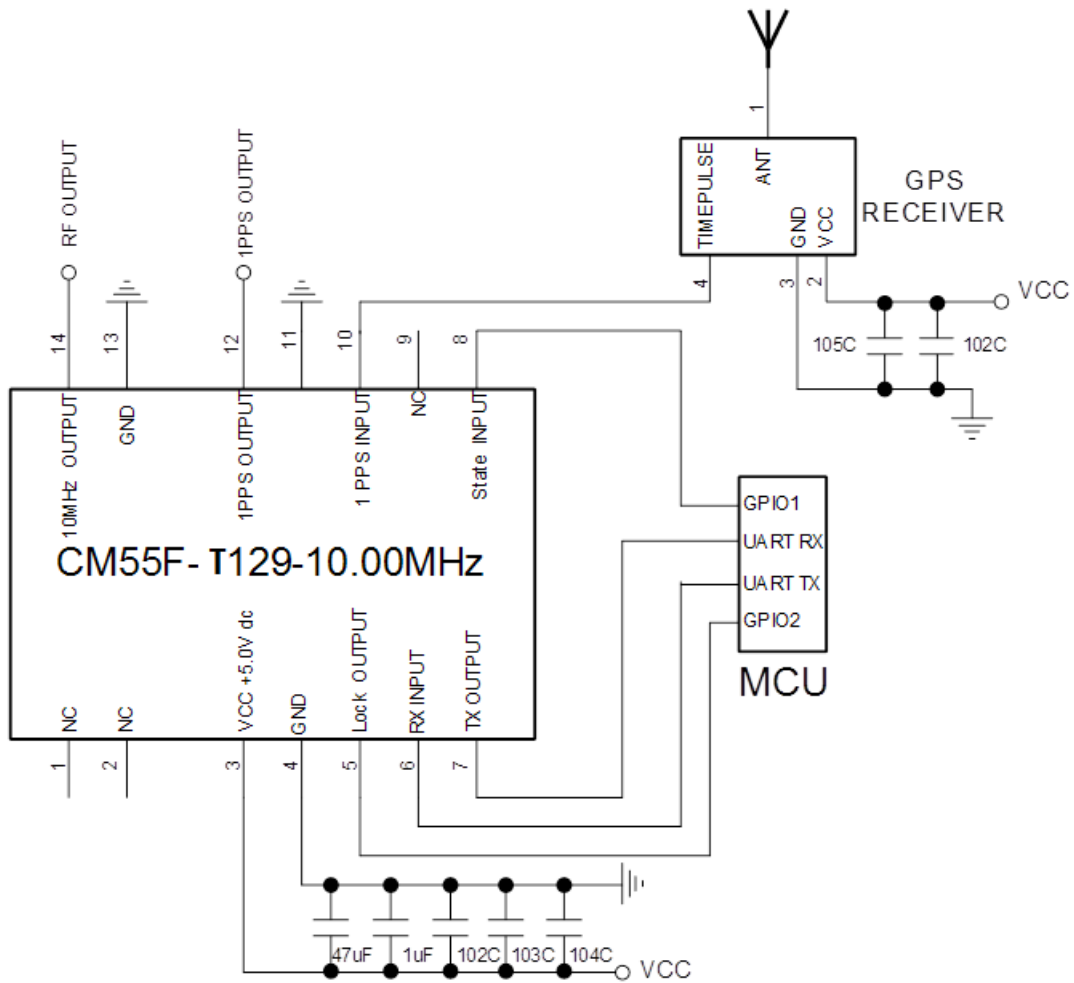 1
TIMEPULSE
ANT
GND
VCC
GPS
RECEIVER
4
3
2
VCC
105C
102C
RF OUTPUT
1PPS OUTPUT
14
13
12
11
10
9
8
10MHz OUTPUT
GND
1PPS OUTPUT
1 PPS INPUT
NC
State INPUT
CM55F-T129-10.00MHz
NC
NC
VCC +5.0V dc
GND
Lock OUTPUT
RX INPUT
TX OUTPUT
1
2
3
4
5
6
7
GPIO1
UART RX
UART TX
GPIO2
MCU
47uF
1uF
102C
103C
104C
VCC